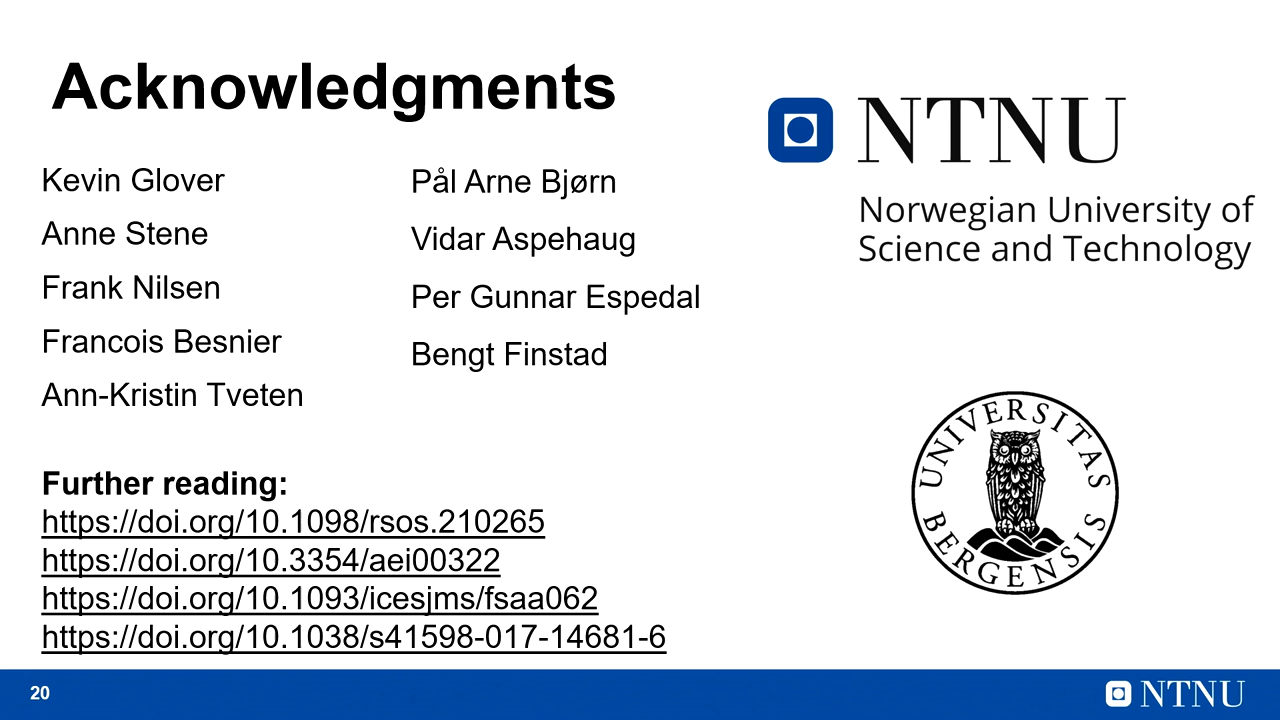 Acknowledgments
Kevin Glover
Anne Stene
Frank Nilsen
Francois Besnier
Ann-Kristin Tveten
Pål Arne Bjørn
Vidar Aspehaug
Per Gunnar Espedal
Bengt Finstad
Further reading:
https://doi.org/10.1098/rsos.210265
https://doi.org/10.3354/aei00322
https://doi.org/10.1093/icesjms/fsaa062
https://doi.org/10.1038/s41598-017-14681-6
NTNU
Norwegian University of
Science and Technology
UNIVERSITAS
BERGENSIS
20
NTNU